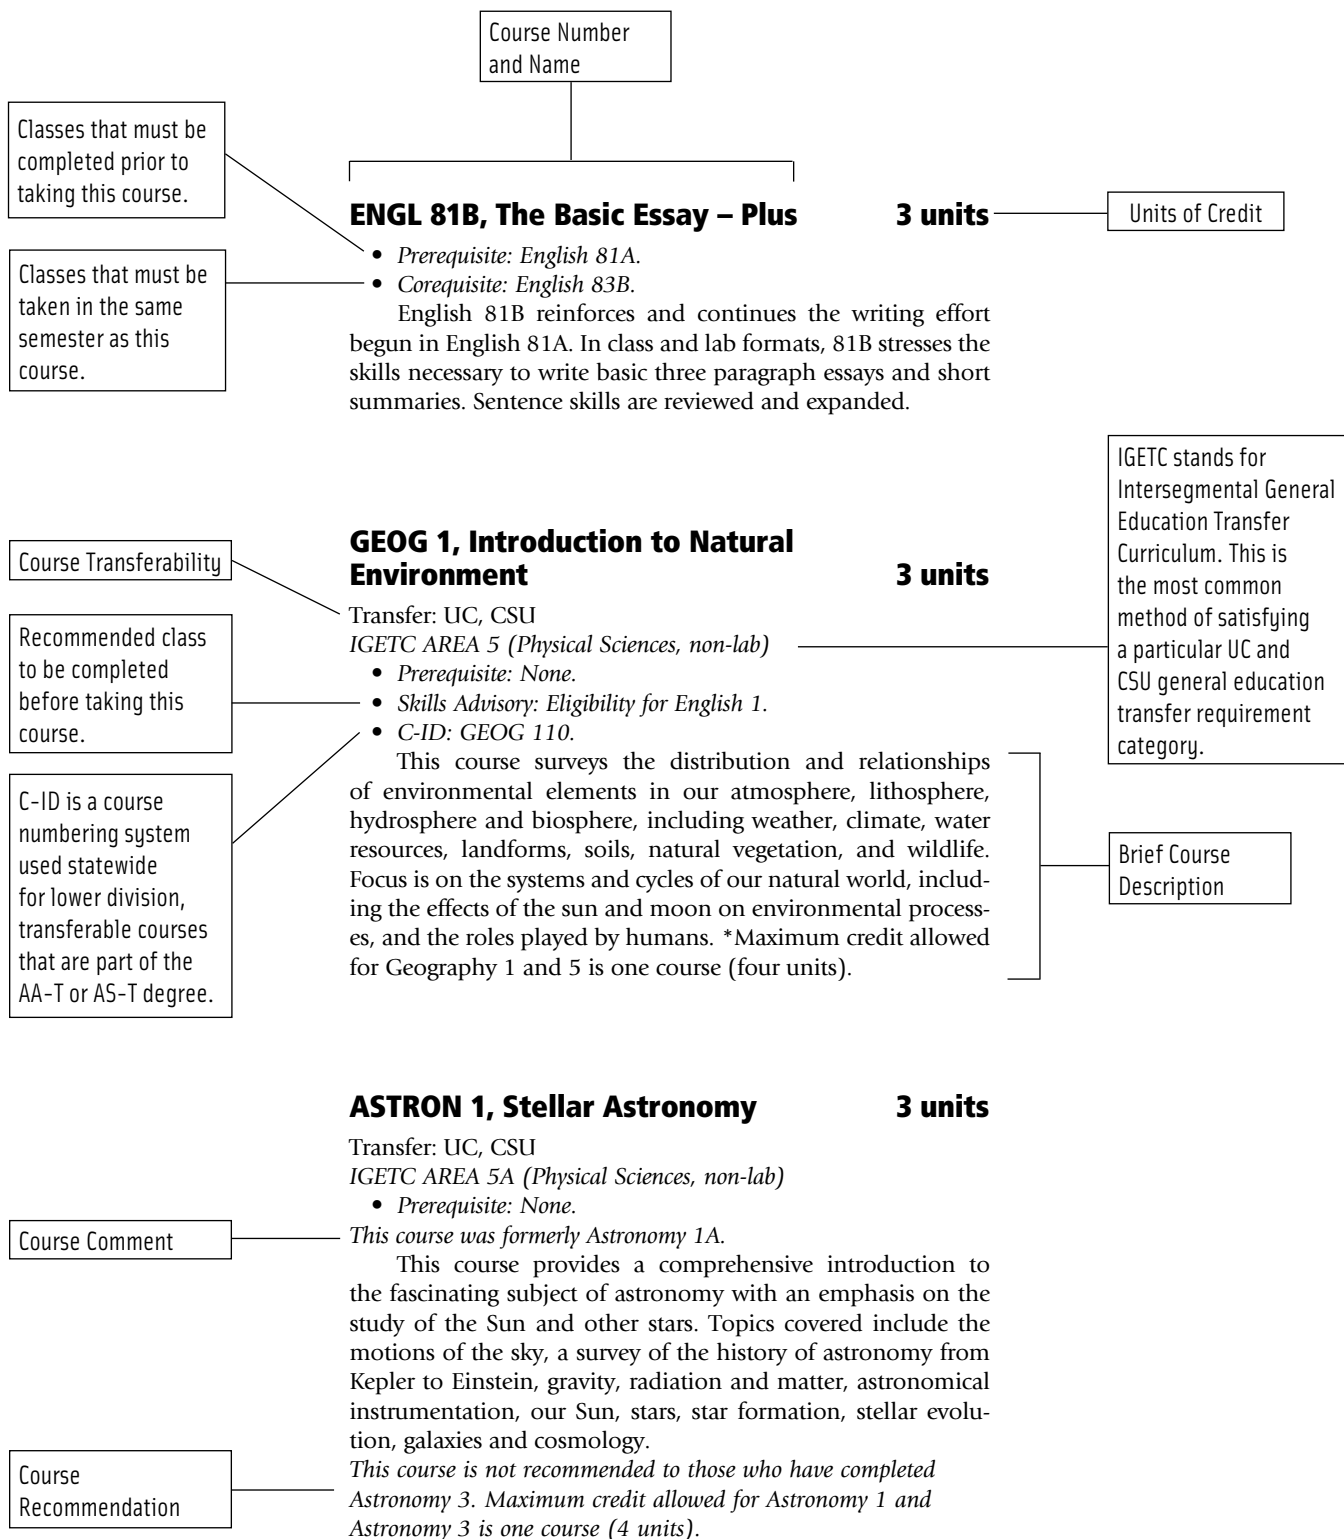 Course Number
and Name
Classes that must be
completed prior to
taking this course.
ENGL 81B, The Basic Essay – Plus 3 units
Units of Credit
• Prerequisite: English 81A.
• Corequisite: English 83B.
Classes that must be
taken in the same
semester as this
course.
English 81B reinforces and continues the writing effort
begun in English 81A. In class and lab formats, 81B stresses the
skills necessary to write basic three paragraph essays and short
summaries. Sentence skills are reviewed and expanded.
IGETC stands for
Intersegmental General
Education Transfer
Curriculum. This is
the most common
method of satisfying
a particular UC and
CSU general education
transfer requirement
category.
GEOG 1, Introduction to Natural
Environment 3 units
Course Transferability
Transfer: UC, CSU
IGETC AREA 5 (Physical Sciences, non-lab)
• Prerequisite: None.
• Skills Advisory: Eligibility for English 1.
• C-ID: GEOG 110.
Recommended class
to be completed
before taking this
course.
C-ID is a course
numbering system
used statewide
for lower division,
transferable courses
that are part of the
AA-T or AS-T degree.
This course surveys the distribution and relationships
of environmental elements in our atmosphere, lithosphere,
hydrosphere and biosphere, including weather, climate, water
resources, landforms, soils, natural vegetation, and wildlife.
Focus is on the systems and cycles of our natural world, includ-
ing the effects of the sun and moon on environmental process-
es, and the roles played by humans. *Maximum credit allowed
for Geography 1 and 5 is one course (four units).
Brief Course
Description
ASTRON 1, Stellar Astronomy 3 units
Transfer: UC, CSU
IGETC AREA 5A (Physical Sciences, non-lab)
• Prerequisite: None.
Course Comment
This course was formerly Astronomy 1A.
This course provides a comprehensive introduction to
the fascinating subject of astronomy with an emphasis on the
study of the Sun and other stars. Topics covered include the
motions of the sky, a survey of the history of astronomy from
Kepler to Einstein, gravity, radiation and matter, astronomical
instrumentation, our Sun, stars, star formation, stellar evolu-
tion, galaxies and cosmology.
Course
Recommendation
This course is not recommended to those who have completed
Astronomy 3. Maximum credit allowed for Astronomy 1 and
Astronomy 3 is one course (4 units).